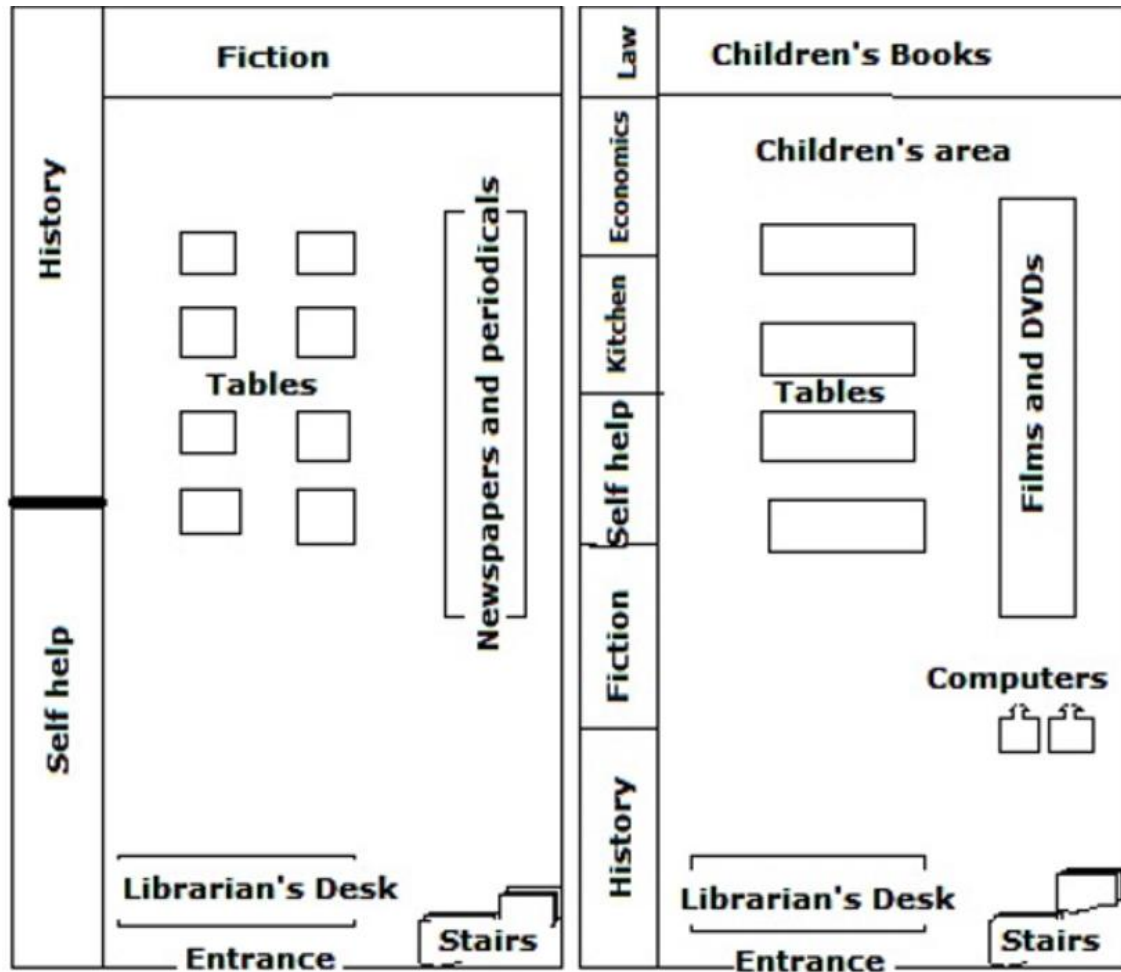 Fiction
History
Newspapers and periodicals
Tables
Self help
Librarian's Desk
Stairs
Entrance
Law
Children's Books
Economics
Children's area
Kitchen
Films and DVDs
Tables
Self help
Fiction
Computers
History
Librarian's Desk
Stairs
Entrance